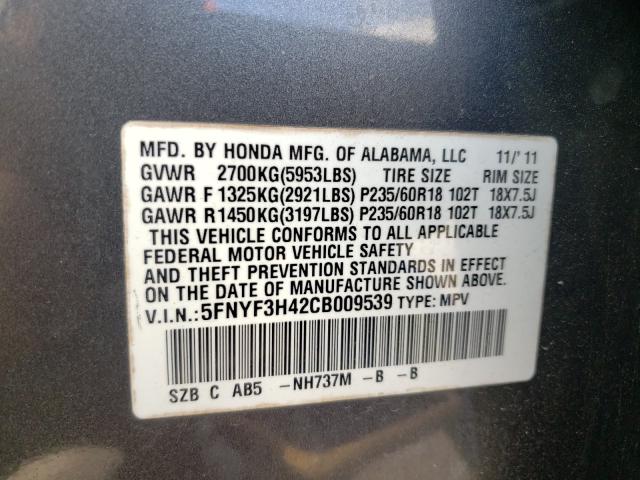 MFD. BY HONDA MFG. OF ALABAMA, LLC 11/'11
GVWR 2700KG(5953LBS) TIRE SIZE RIM SIZE
GAWR F 1325KG(2921LBS) P235/60R18 102T 18X7.5J
GAWR R1450KG(3197LBS) P235/60R18 102T 18X7.5J
THIS VEHICLE CONFORMS TO ALL APPLICABLE
FEDERAL MOTOR VEHICLE SAFETY
AND THEFT PREVENTION STANDARDS IN EFFECT
ON THE DATE OF MANUFACTURE SHOWN ABOVE.
V.I.N.: 5FNYF3H42CB009539 TYPE: MPV
SZB C AB5 -NH737M -B -B